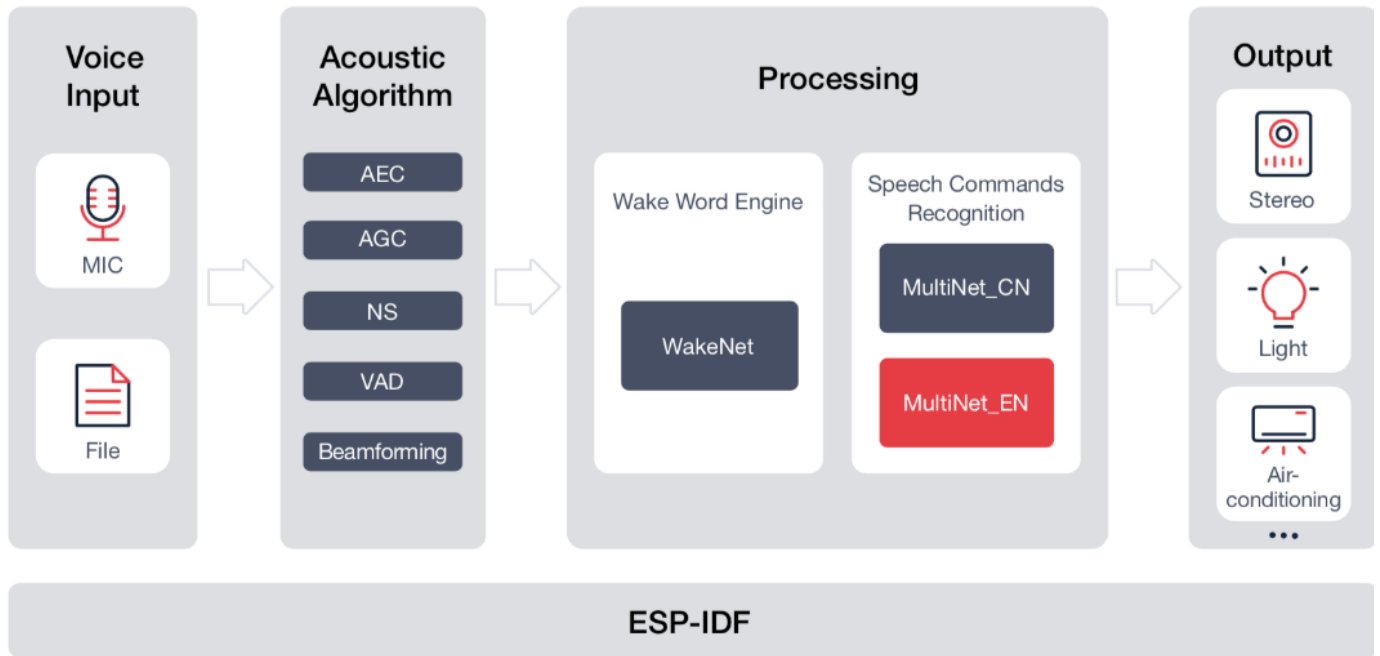 Voice
Input
MIC
File
Acoustic
Algorithm
AEC
AGC
NS
VAD
Beamforming
Processing
Wake Word Engine
WakeNet
Speech Commands
Recognition
MultiNet_CN
MultiNet_EN
Output
Stereo
Light
Air-
conditioning
•••
ESP-IDF